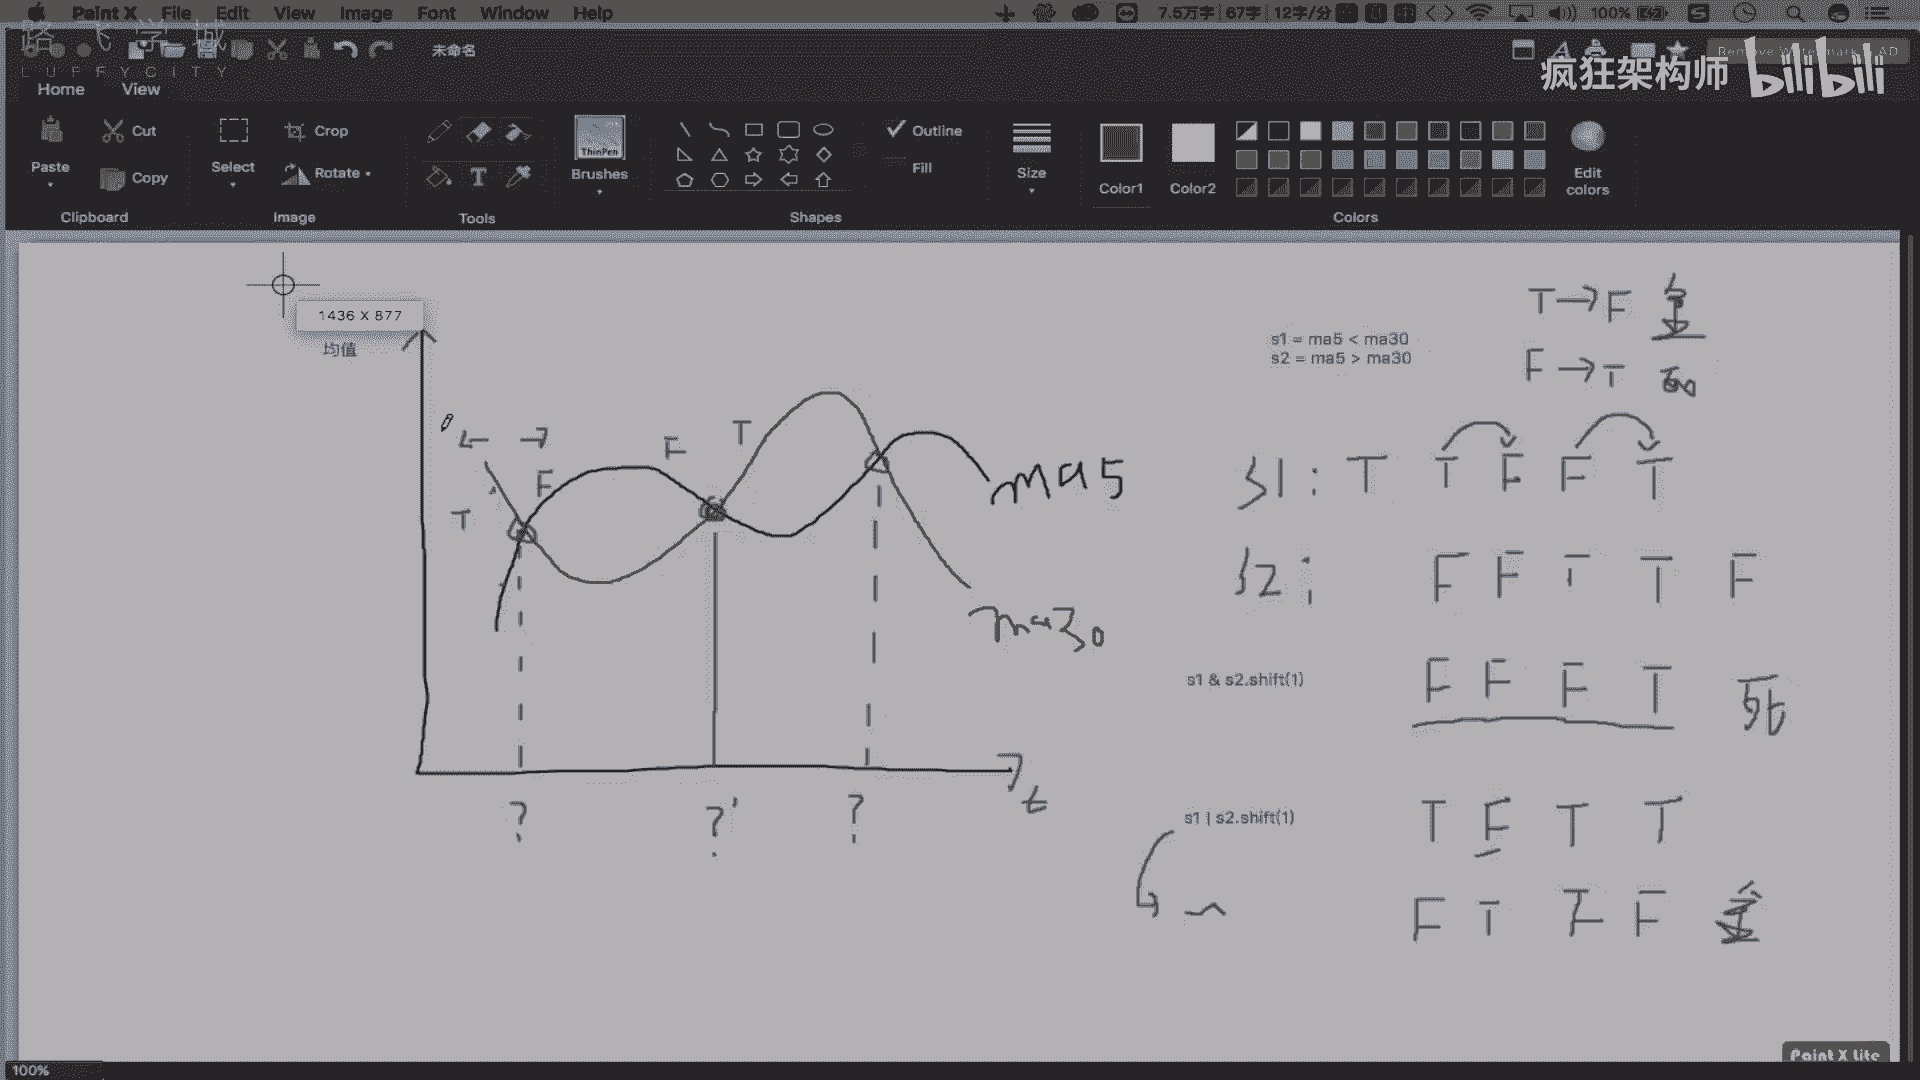 Paint X File Edit View Image Font Window Help 7.5万字 67字 12字/分 100%
路飞学城
LUFFYCITY
未命名
Remove Watermark & AD
疯狂架构师 bilibili
Home View
Paste Cut Copy Select Crop Rotate Brushes Outline Fill Size Color1 Color2 Edit colors
ThinPen
Clipboard Image Tools Shapes Colors
1436 X 877
均值
T→F 金
s1 = ma5 < ma30
s2 = ma5 > ma30
F→T 死
← →
T F F T
ma5
ma30
? ? ?
t
S1: T T F F T
S2: F F T T F
s1 & s2.shift(1) F F F T 死
s1 | s2.shift(1) T F T T
~ F T F F 金
100%
Paint X Lite